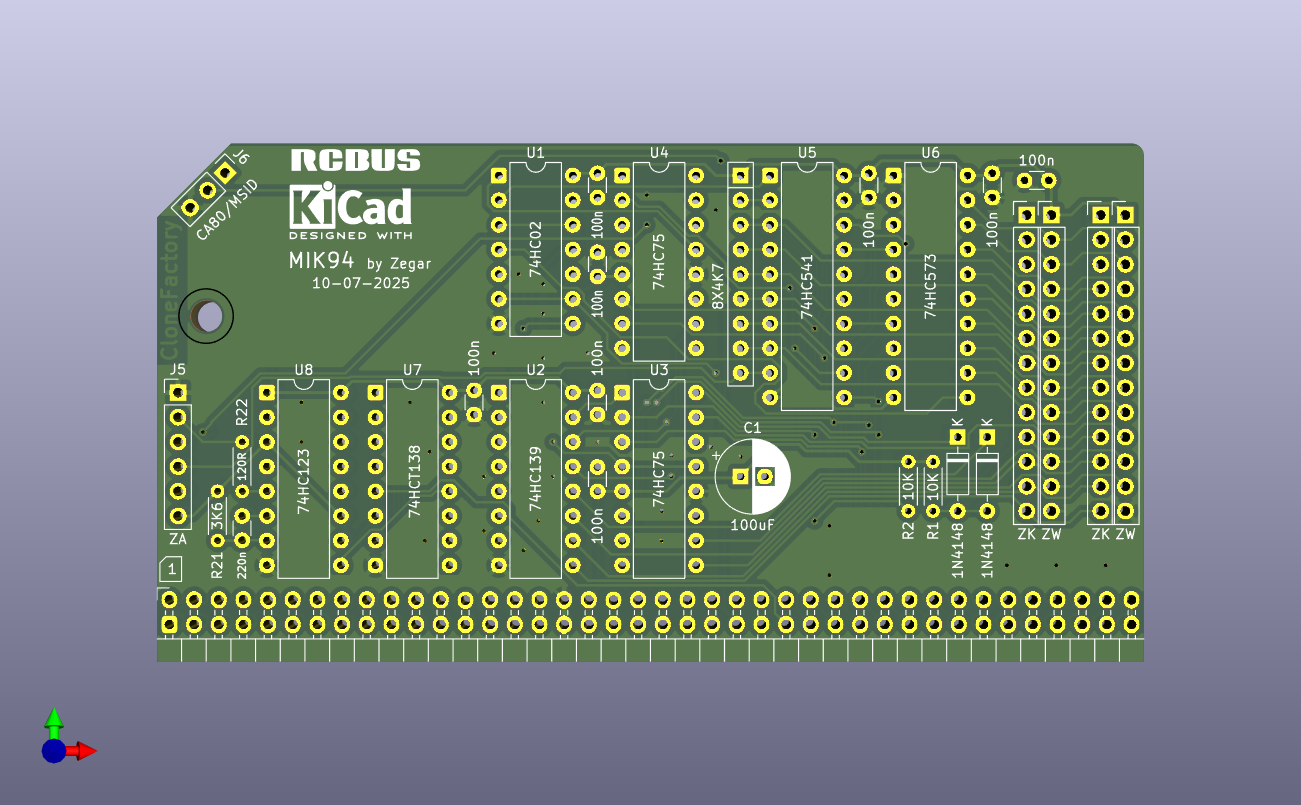 RCBUS
KiCad
DESIGNED WITH
MIK94 by Zegar
10-07-2025
J6
CA80/MSID
CloneFactory
U1
74HC02
100n
100n
U4
74HC75
8X4K7
U5
74HC541
100n
U6
74HC573
100n
100n
J5
ZA
1
R22
120R
3K6
R21
220n
U8
74HC123
U7
74HCT138
100n
U2
74HC139
100n
100n
U3
74HC75
C1
+
100uF
10K
R2
10K
R1
K
1N4148
K
1N4148
ZK ZW
ZK ZW